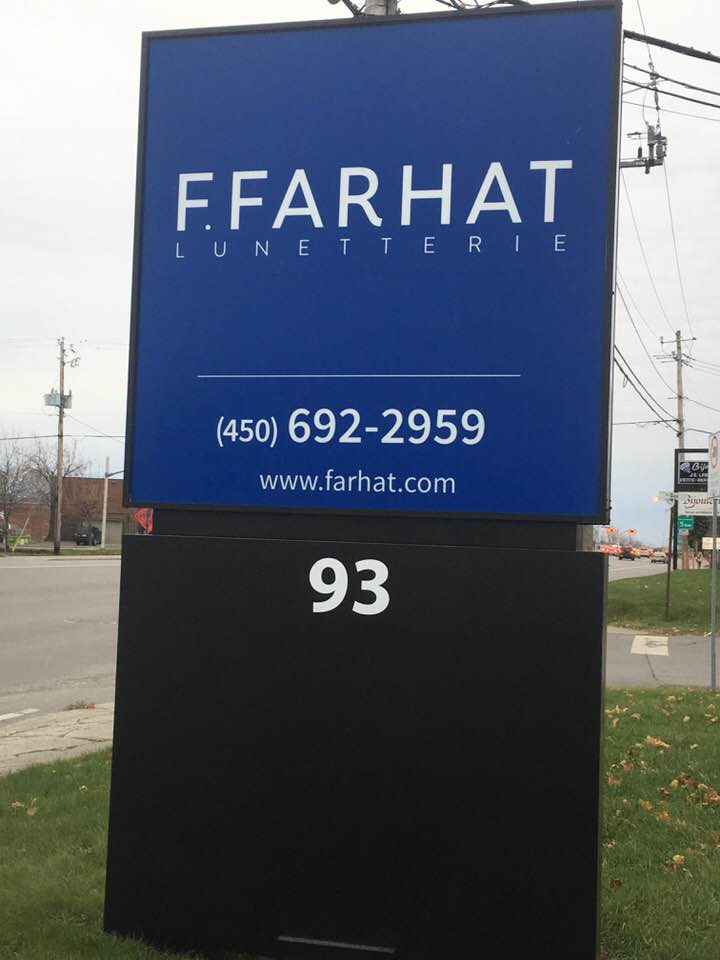 F.FARHAT
LUNETTERIE
(450) 692-2959
www.farhat.com
93